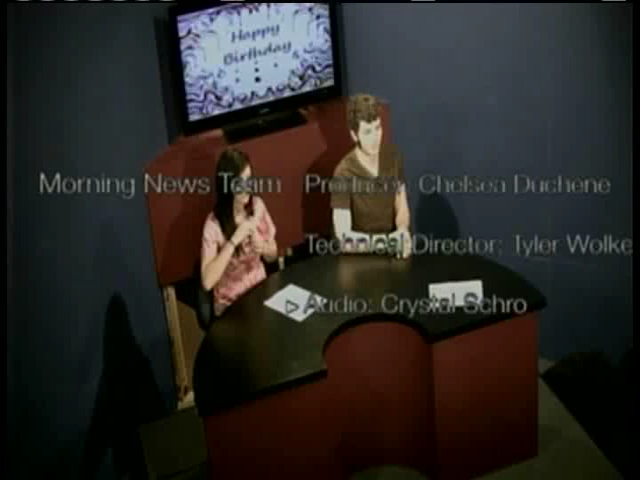 Happy
Birthday
Morning News Team Producer: Chelsea Duchene
Technical Director: Tyler Wolke
Audio: Crystal Schro